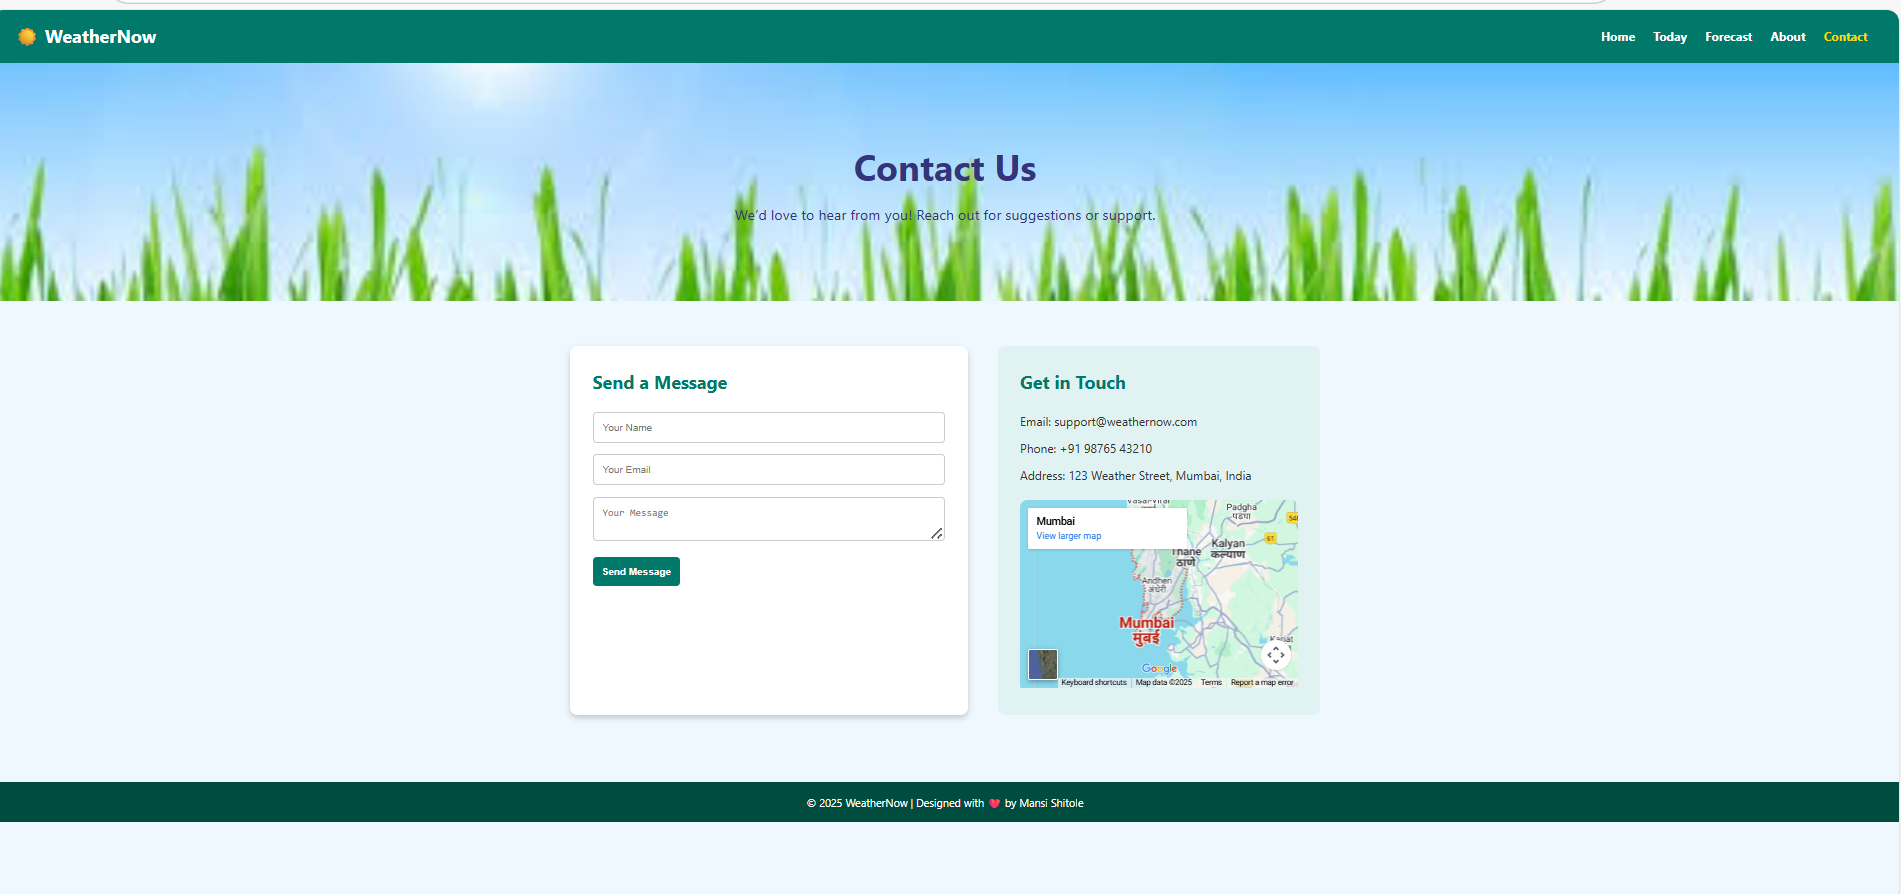 WeatherNow
Home Today Forecast About Contact
Contact Us
We'd love to hear from you! Reach out for suggestions or support.
Send a Message
Your Name
Your Email
Your Message
Send Message
Get in Touch
Email: support@weathernow.com
Phone: +91 98765 43210
Address: 123 Weather Street, Mumbai, India
Mumbai
View larger map
Padgha
पडघा
61
Kalyan
कल्याण
Thane
ठाणे
Andheri
अंधेरी
Mumbai
मुंबई
Google
Keyboard shortcuts Map data ©2025 Terms Report a map error
© 2025 WeatherNow | Designed with ❤️ by Mansi Shitole